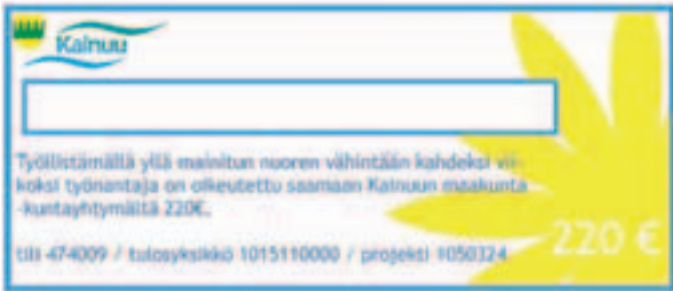 Kainuu
Työllistämällä yllä mainitun nuoren vähintään kahdeksi vii-
koksi työnantaja on oikeutettu saamaan Kainuun maakunta
-kuntayhtymältä 220€.
tili 474009 / tulosyksikkö 1015110000 / projekti 1050324
220 €